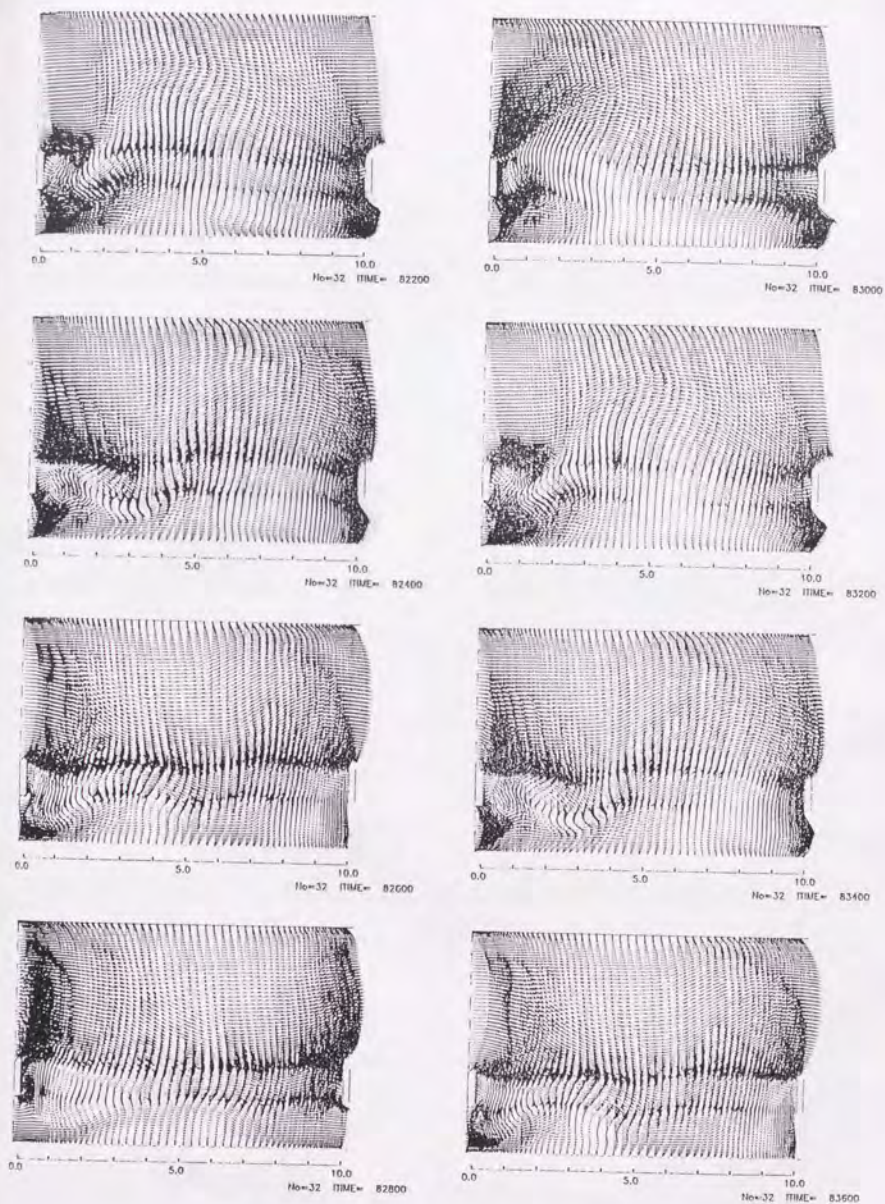 0.0 5.0 10.0
No=32 ITIME= 82200
0.0 5.0 10.0
No=32 ITIME= 83000
0.0 5.0 10.0
No=32 ITIME= 82400
0.0 5.0 10.0
No=32 ITIME= 83200
0.0 5.0 10.0
No=32 ITIME= 82600
0.0 5.0 10.0
No=32 ITIME= 83400
0.0 5.0 10.0
No=32 ITIME= 82800
0.0 5.0 10.0
No=32 ITIME= 83600